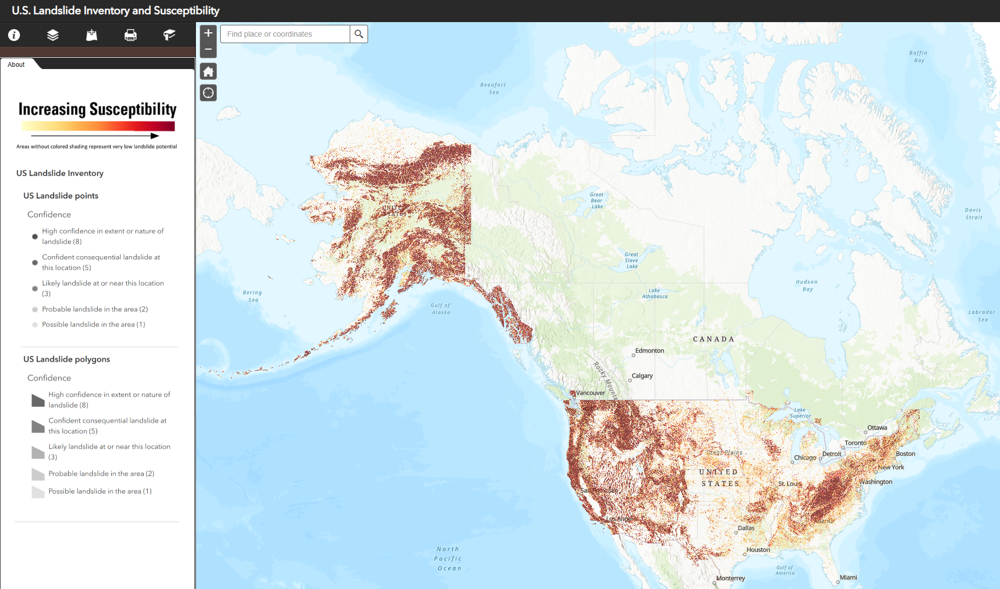 U.S. Landslide Inventory and Susceptibility
Find place or coordinates
About
Increasing Susceptibility
Areas without colored shading represent very low landslide potential
US Landslide Inventory
US Landslide points
Confidence
High confidence in extent or nature of
landslide (8)
Confident consequential landslide at
this location (5)
Likely landslide at or near this location
(3)
Probable landslide in the area (2)
Possible landslide in the area (1)
US Landslide polygons
Confidence
High confidence in extent or nature of
landslide (8)
Confident consequential landslide at
this location (5)
Likely landslide at or near this location
(3)
Probable landslide in the area (2)
Possible landslide in the area (1)
Baffin
Bay
Beaufort
Sea
Great
Bear
Lake
UNITED
STATES
Davis
Strait
Great
Slave
Lake
Hudson
Bay
Bering
Sea
Lake
Athabasca
Gulf of
Alaska
Labrador
Sea
CANADA
Edmonton
Calgary
Rocky Mounta
Vancouver
Lake
Superior
Ottawa
Toronto
Great Plains
Chicago
Detroit
Boston
New York
UNITED
STATES
St. Louis
Washington
San Francisco
Los Angeles
Atlanta
Dallas
North
Pacific
Ocean
Houston
Gulf of
America
Monterrey
Miami